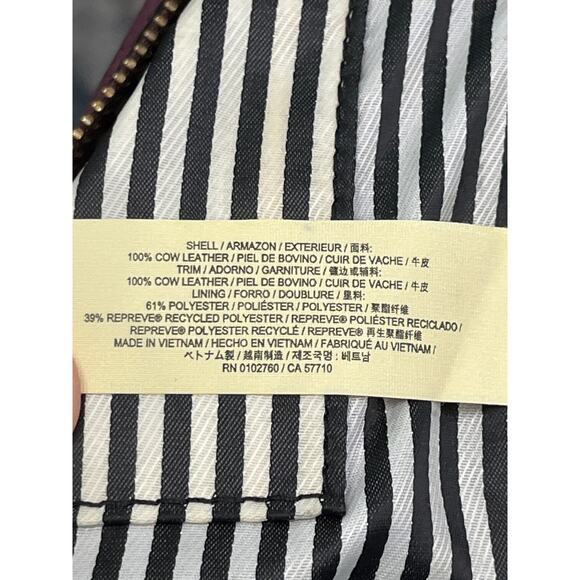 SHELL / ARMAZON / EXTERIEUR / 面料:
100% COW LEATHER / PIEL DE BOVINO / CUIR DE VACHE / 牛皮
TRIM / ADORNO / GARNITURE / 镶边或辅料:
100% COW LEATHER / PIEL DE BOVINO / CUIR DE VACHE / 牛皮
LINING / FORRO / DOUBLURE / 里料:
61% POLYESTER / POLIÉSTER / POLYESTER / 聚酯纤维
39% REPREVE® RECYCLED POLYESTER / REPREVE® POLIÉSTER RECICLADO /
REPREVE® POLYESTER RECYCLÉ / REPREVE® 再生聚酯纤维
MADE IN VIETNAM / HECHO EN VIETNAM / FABRIQUÉ AU VIETNAM /
ベトナム製 / 越南制造 / 제조국명 : 베트남
RN 0102760 / CA 57710